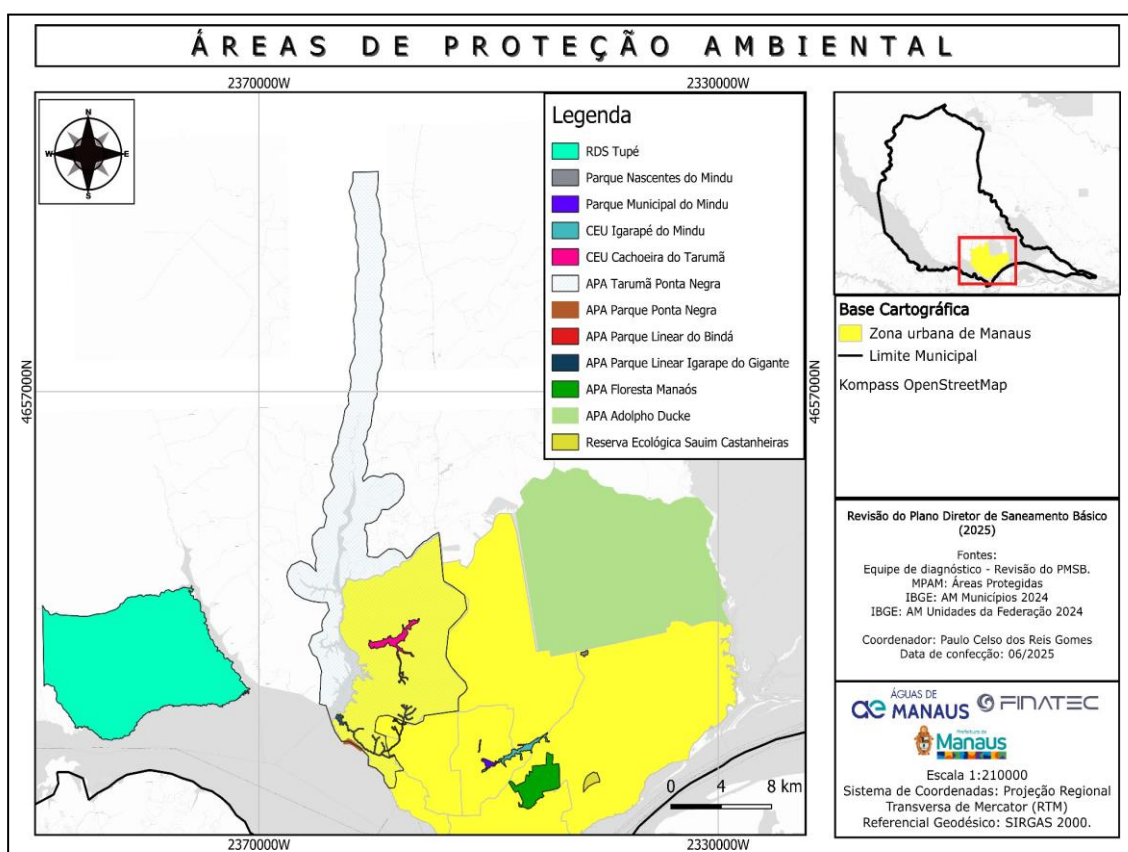 ÁREAS DE PROTEÇÃO AMBIENTAL
2370000W
2330000W
N
W
E
S
4657000N
4657000N
Legenda
RDS Tupé
Parque Nascentes do Mindu
Parque Municipal do Mindu
CEU Igarapé do Mindu
CEU Cachoeira do Tarumã
APA Tarumã Ponta Negra
APA Parque Ponta Negra
APA Parque Linear do Bindá
APA Parque Linear Igarape do Gigante
APA Floresta Manaós
APA Adolpho Ducke
Reserva Ecológica Sauim Castanheiras
0 4 8 km
2370000W
2330000W
Base Cartográfica
Zona urbana de Manaus
Limite Municipal
Kompass OpenStreetMap
Revisão do Plano Diretor de Saneamento Básico
(2025)
Fontes:
Equipe de diagnóstico - Revisão do PMSB.
MPAM: Áreas Protegidas
IBGE: AM Municípios 2024
IBGE: AM Unidades da Federação 2024
Coordenador: Paulo Celso dos Reis Gomes
Data de confecção: 06/2025
ÁGUAS DE
MANAUS
FINATEC
Prefeitura de
Manaus
Escala 1:210000
Sistema de Coordenadas: Projeção Regional
Transversa de Mercator (RTM)
Referencial Geodésico: SIRGAS 2000.